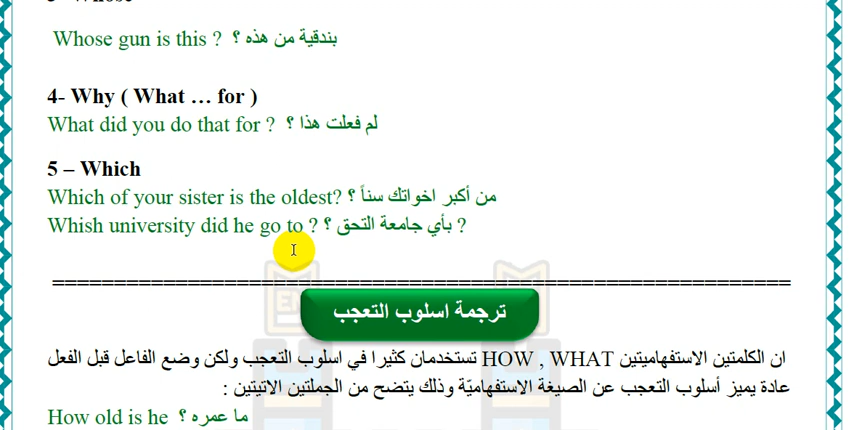 3 – Whose
Whose gun is this ? بندقية من هذه ؟
4- Why ( What … for )
What did you do that for ? لم فعلت هذا ؟
5 – Which
Which of your sister is the oldest? من أكبر اخواتك سناً ؟
Whish university did he go to ? بأي جامعة التحق ؟ ?
==============================================================
ترجمة اسلوب التعجب
ان الكلمتين الاستفهاميتين HOW , WHAT تستخدمان كثيرا في اسلوب التعجب ولكن وضع الفاعل قبل الفعل
عادة يميز أسلوب التعجب عن الصيغة الاستفهاميّة وذلك يتضح من الجملتين الاتيتين :
How old is he ما عمره ؟